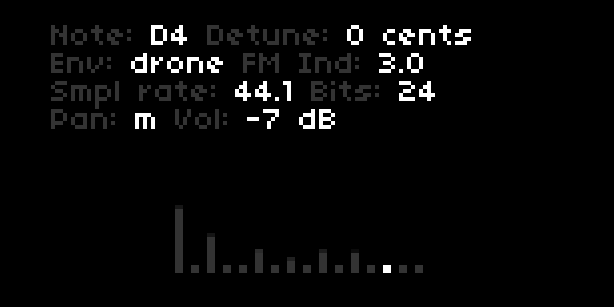 Note: D4 Detune: 0 cents
Env: drone FM Ind: 3.0
Smpl rate: 44.1 Bits: 24
Pan: m Vol: -7 dB